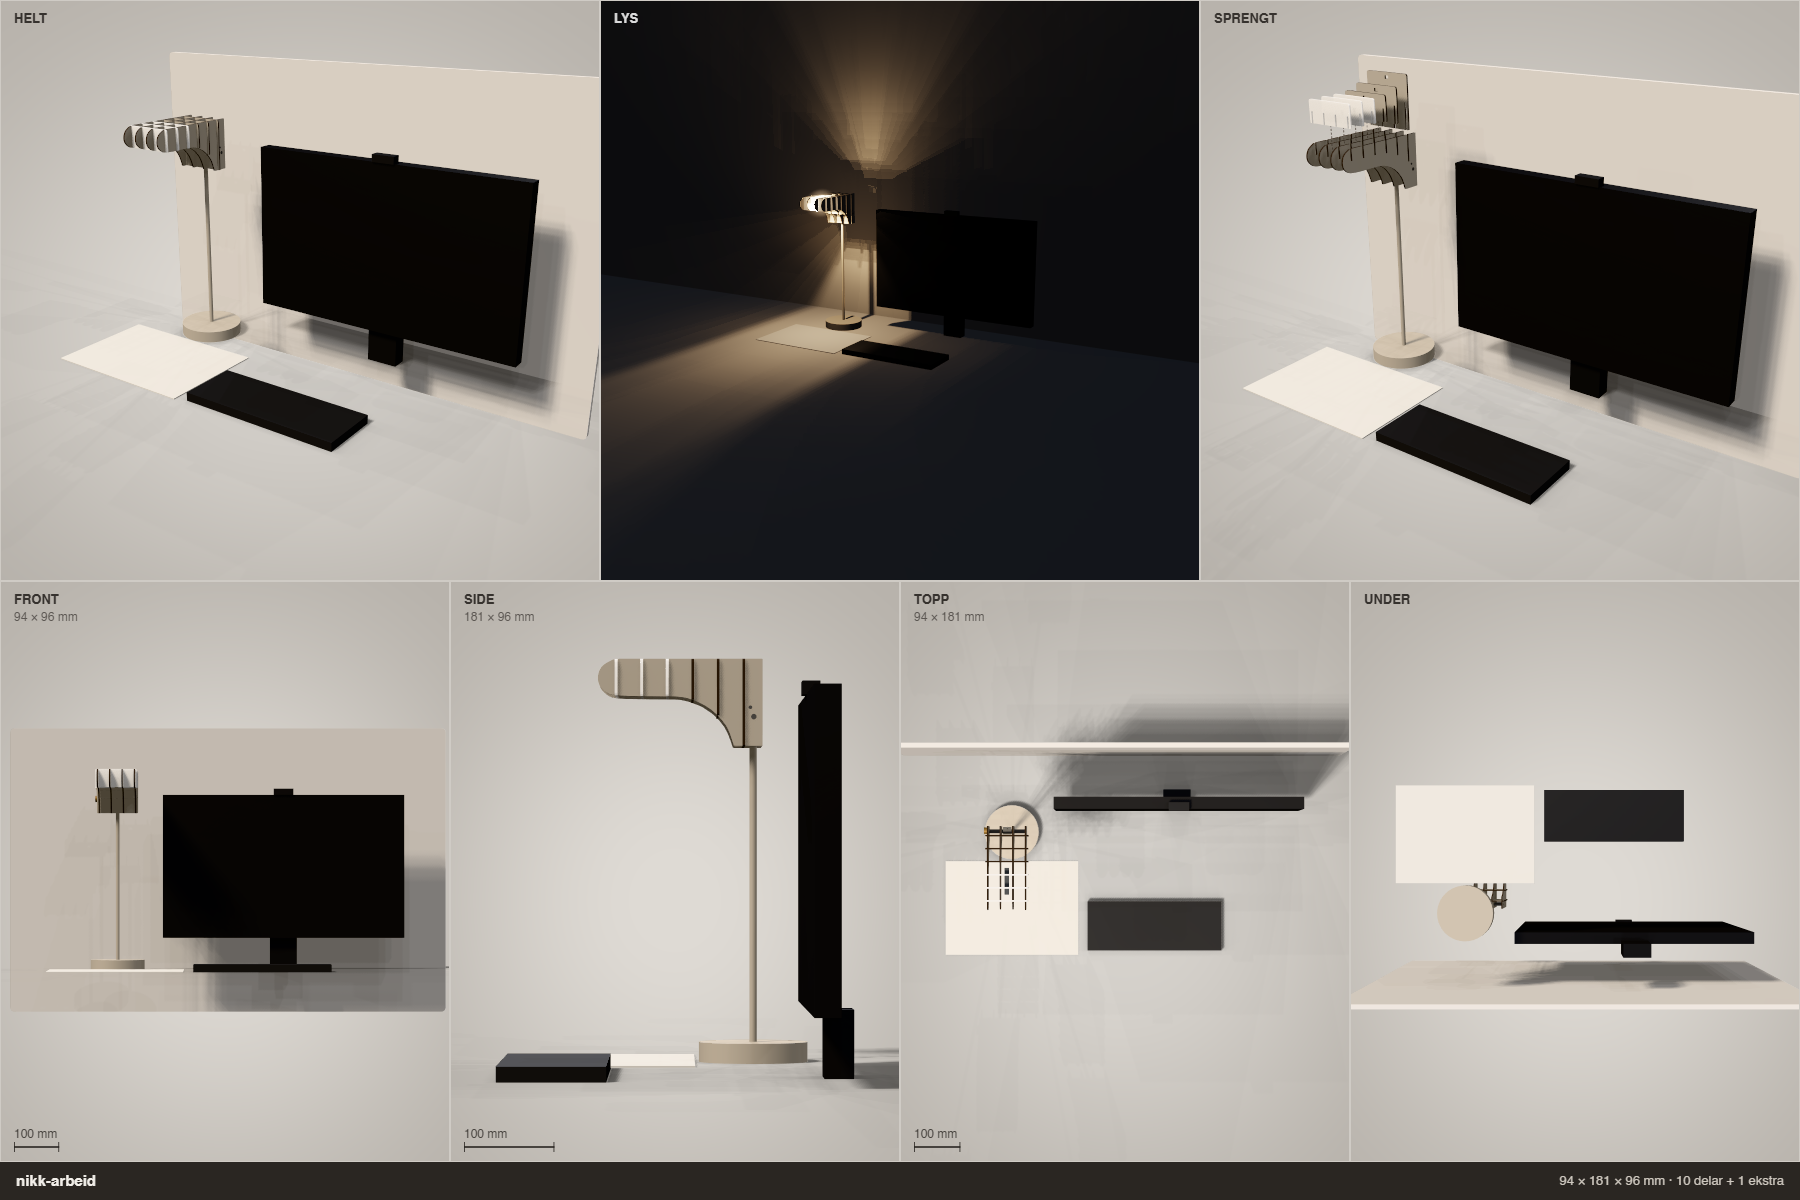 HELT
LYS
SPRENGT
FRONT
94 × 96 mm
SIDE
181 × 96 mm
TOPP
94 × 181 mm
UNDER
100 mm
100 mm
100 mm
nikk-arbeid
94 × 181 × 96 mm · 10 delar + 1 ekstra